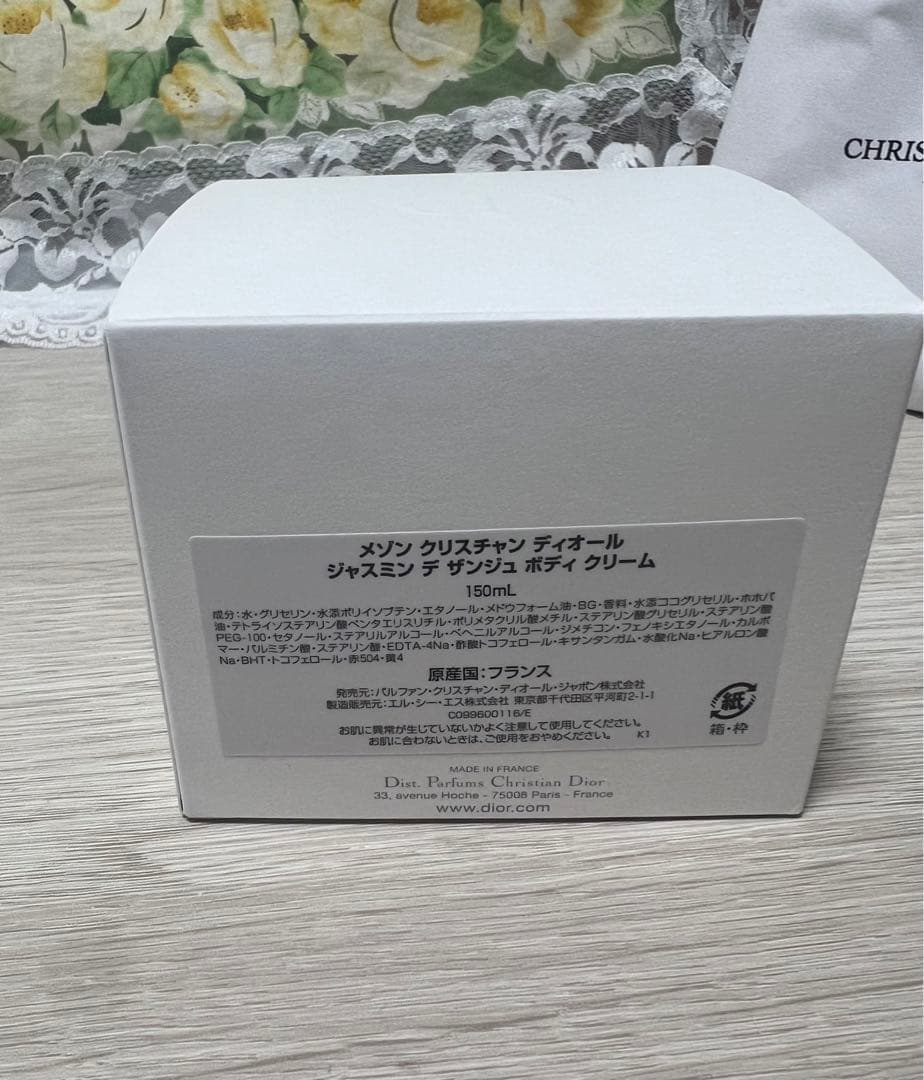 CHRIS
メゾン クリスチャン ディオール
ジャスミン デ ザンジュ ボディ クリーム
150mL
成分:水・グリセリン・水添ポリイソブテン・エタノール・メドウフォーム油・BG・香料・水添ココグリセリル・ホホバ
油・テトライソステアリン酸ペンタエリスリチル・ポリメタクリル酸メチル・ステアリン酸グリセリル・ステアリン酸
PEG-100・セタノール・ステアリルアルコール・ベヘニルアルコール・ジメチコン・フェノキシエタノール・カルボ
マー・パルミチン酸・ステアリン酸・EDTA-4Na・酢酸トコフェロール・キサンタンガム・水酸化Na・ヒアルロン酸
Na・BHT・トコフェロール・赤504・黄4
原産国:フランス
発売元:パルファン・クリスチャン・ディオール・ジャポン株式会社
製造販売元:エル・シー・エス株式会社 東京都千代田区平河町2-1-1
C099600116/E
お肌に異常が生じていないかよく注意して使用してください。
お肌に合わないときは、ご使用をおやめください。 K1
紙
箱・枠
MADE IN FRANCE
Dist. Parfums Christian Dior
33, avenue Hoche - 75008 Paris - France
www.dior.com